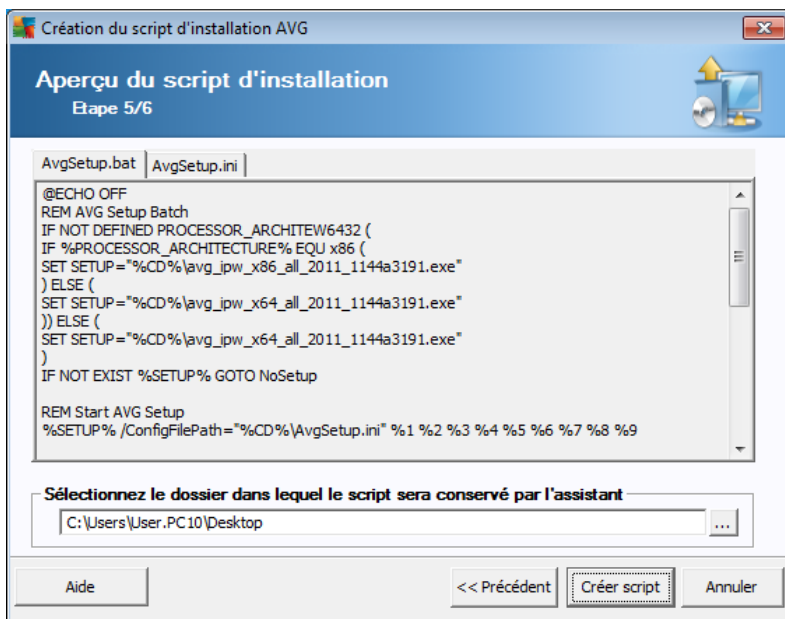 Création du script d'installation AVG
Aperçu du script d'installation
Etape 5/6
AvgSetup.bat
AvgSetup.ini
@ECHO OFF
REM AVG Setup Batch
IF NOT DEFINED PROCESSOR_ARCHITEW6432 (
IF %PROCESSOR_ARCHITECTURE% EQU x86 (
SET SETUP="%CD%\avg_ipw_x86_all_2011_1144a3191.exe"
) ELSE (
SET SETUP="%CD%\avg_ipw_x64_all_2011_1144a3191.exe"
)) ELSE (
SET SETUP="%CD%\avg_ipw_x64_all_2011_1144a3191.exe"
)
IF NOT EXIST %SETUP% GOTO NoSetup
REM Start AVG Setup
%SETUP% /ConfigFilePath="%CD%\AvgSetup.ini" %1 %2 %3 %4 %5 %6 %7 %8 %9
Sélectionnez le dossier dans lequel le script sera conservé par l'assistant
C:\Users\User.PC10\Desktop
...
Aide
<< Précédent
Créer script
Annuler